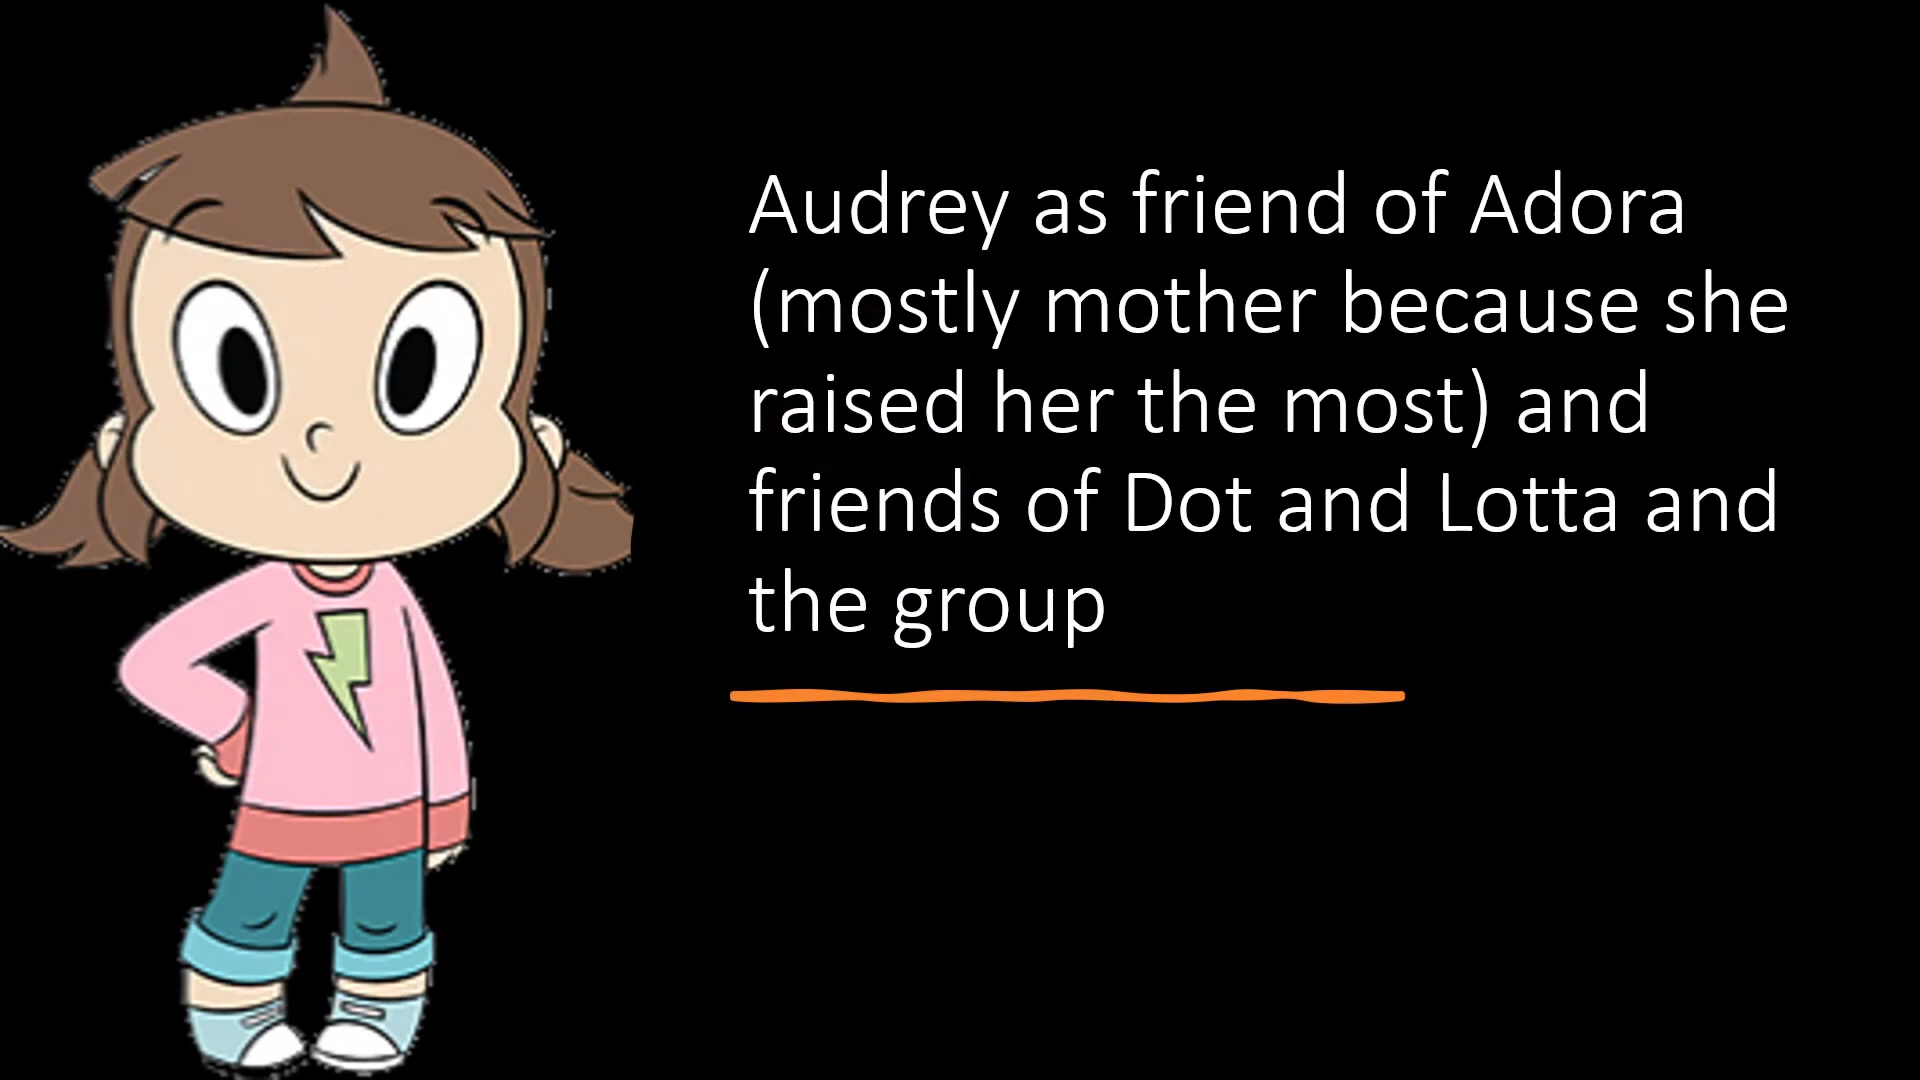 Audrey as friend of Adora
(mostly mother because she
raised her the most) and
friends of Dot and Lotta and
the group